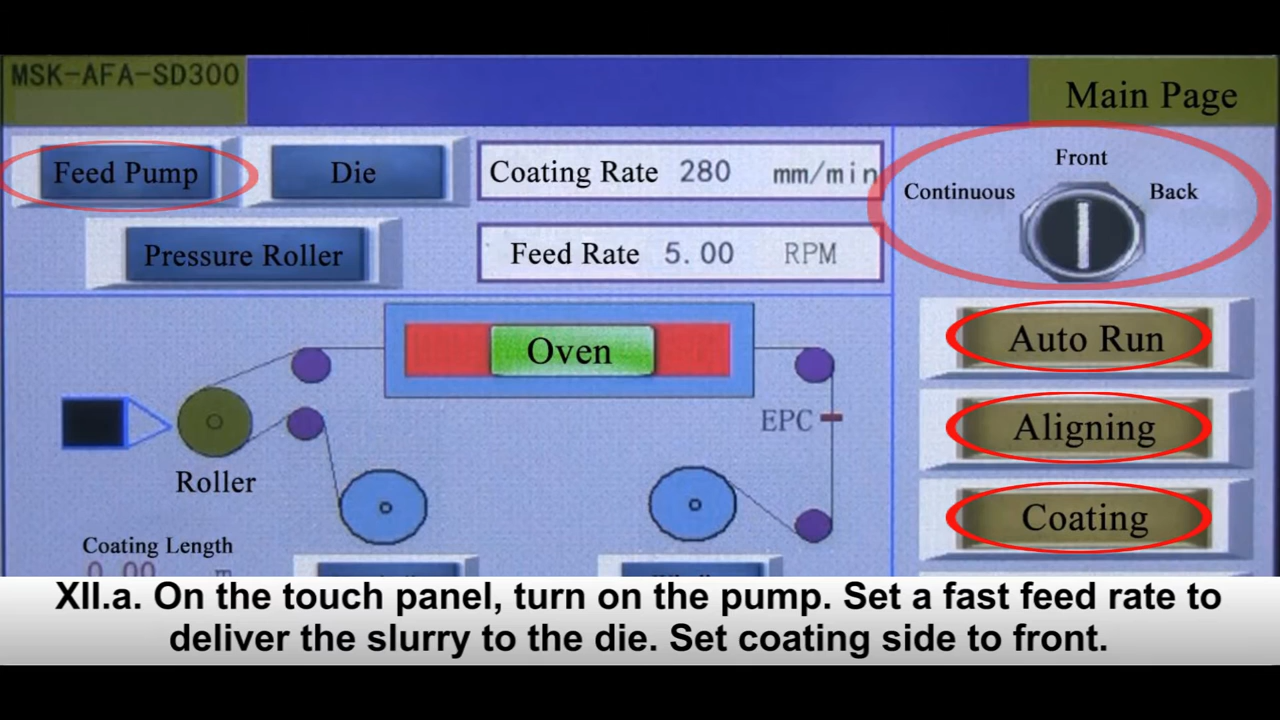 MSK-AFA-SD300
Main Page
Feed Pump
Die
Coating Rate 280 mm/min
Pressure Roller
Feed Rate 5.00 RPM
Front
Continuous
Back
Auto Run
Aligning
Coating
Oven
EPC
Roller
Coating Length
0.00 m
XII.a. On the touch panel, turn on the pump. Set a fast feed rate to
deliver the slurry to the die. Set coating side to front.